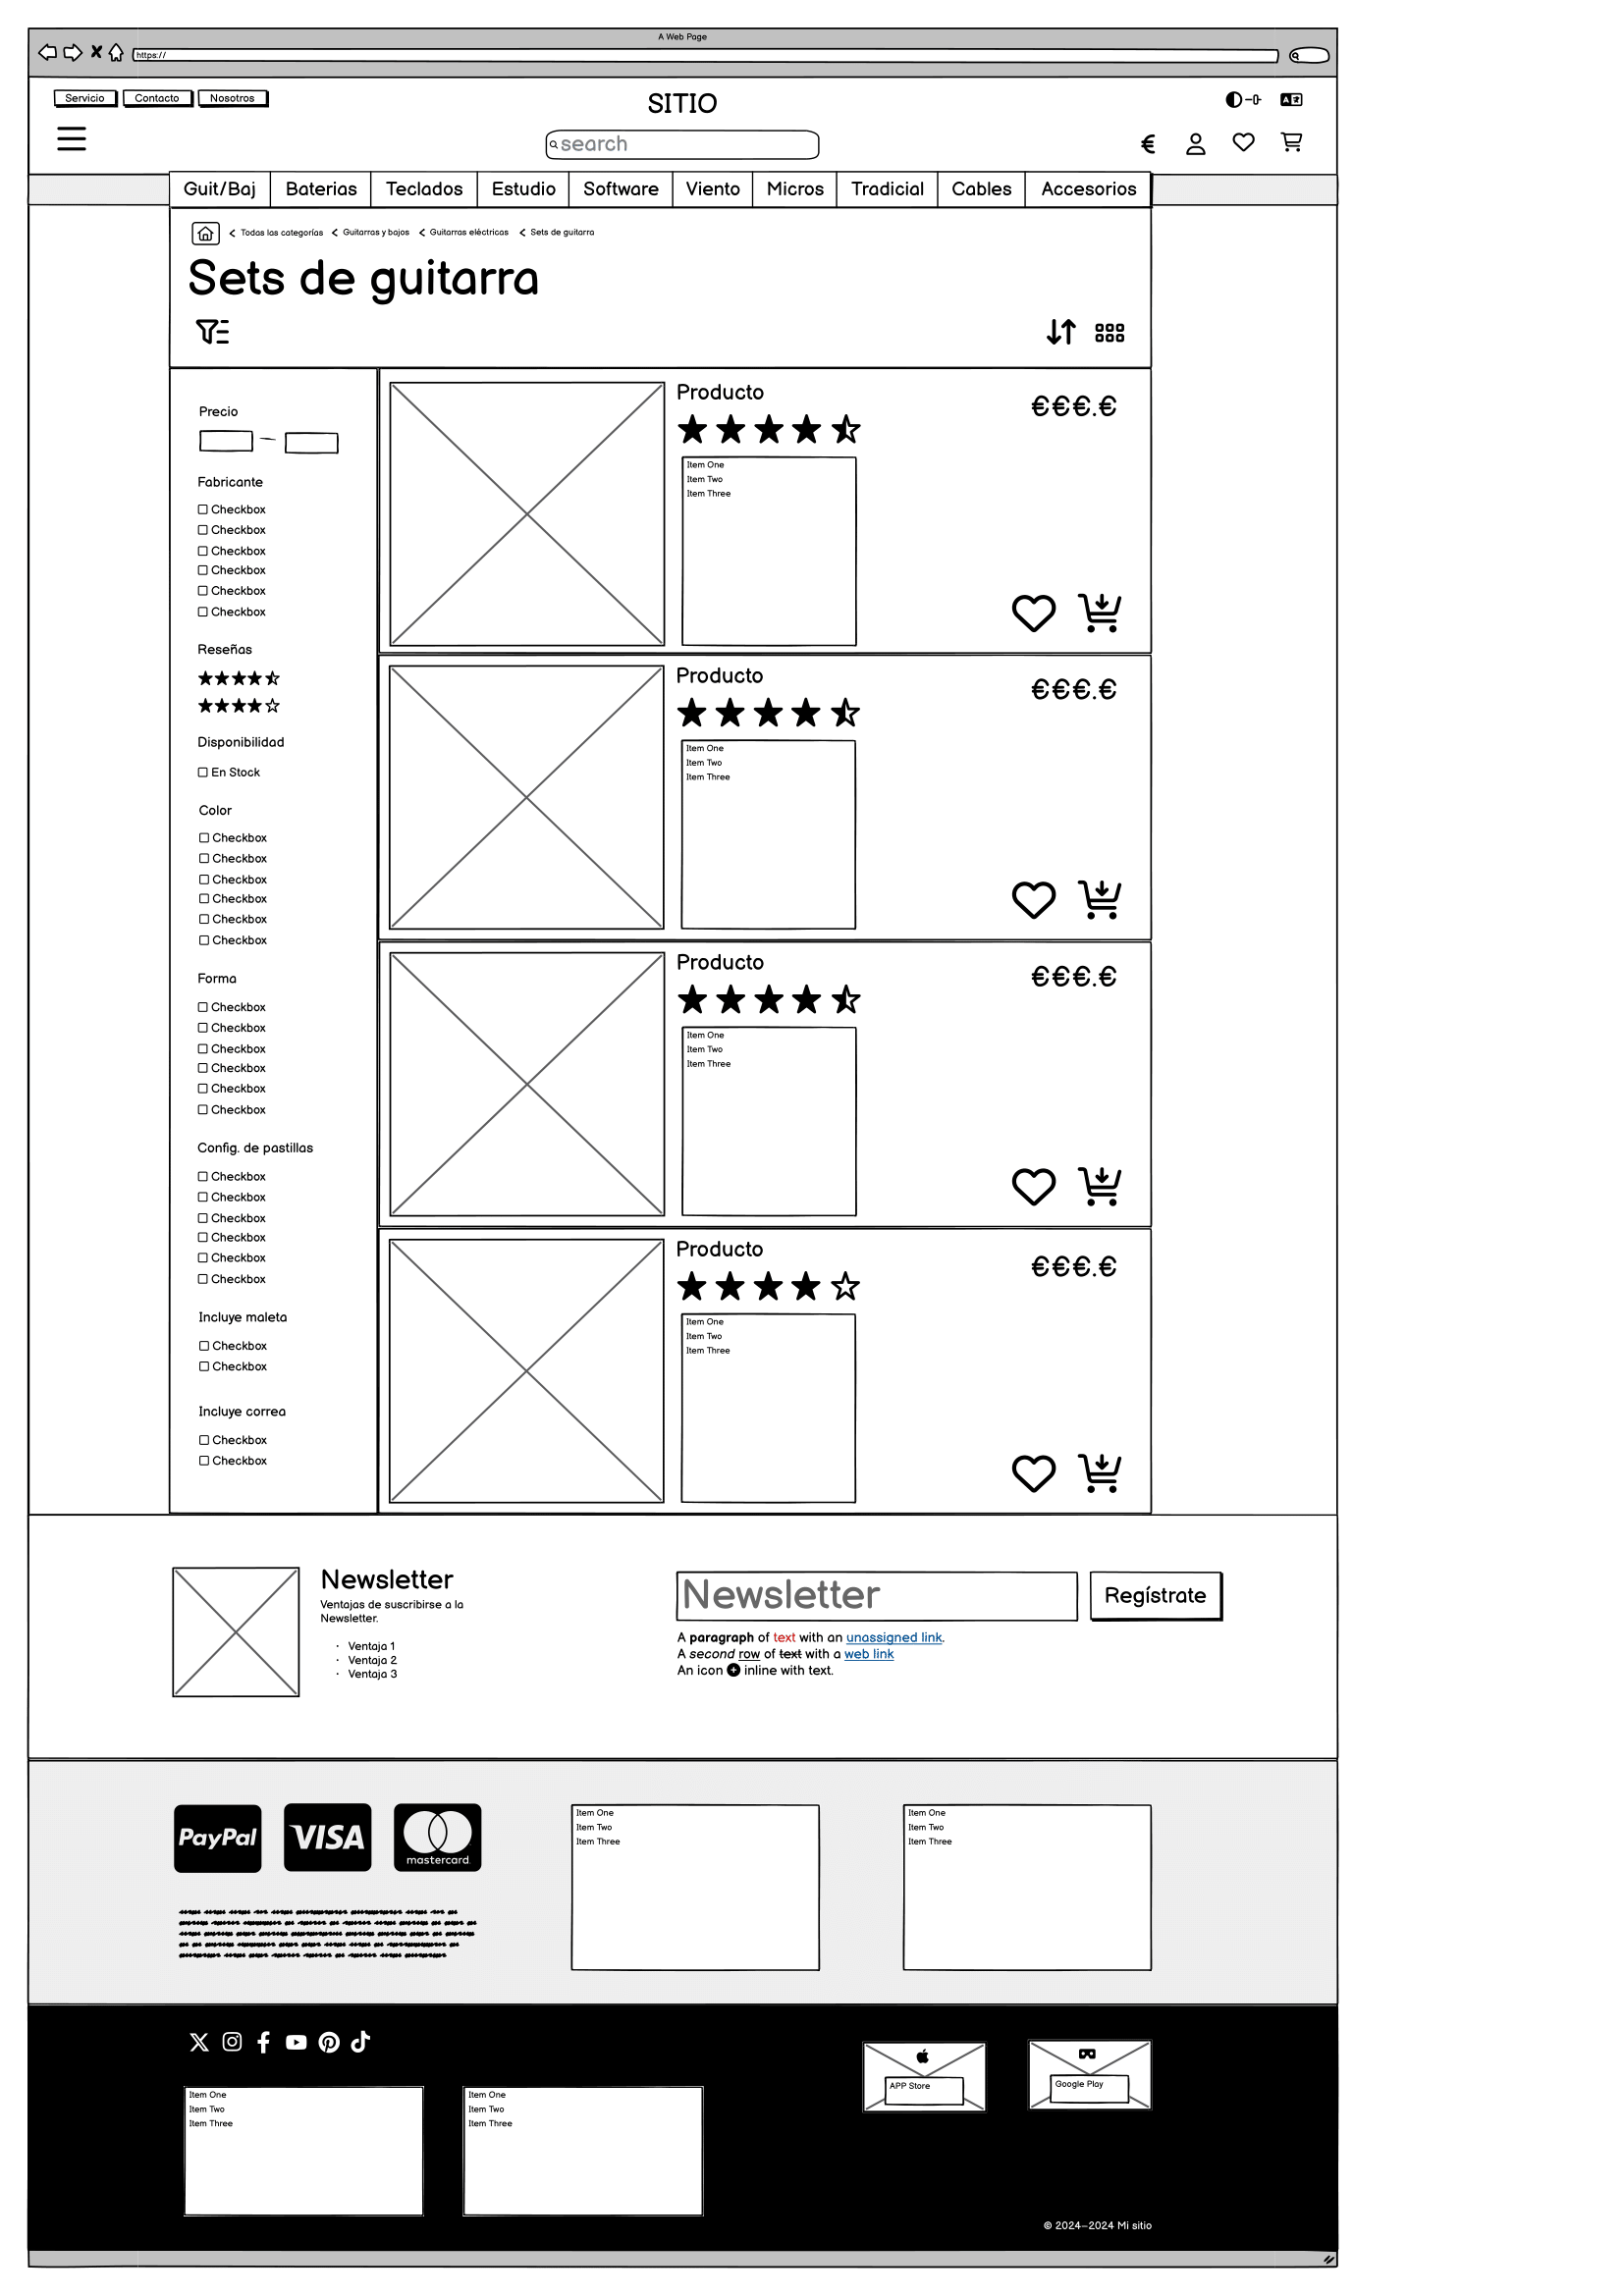 A Web Page
https://
Servicio Contacto Nosotros
SITIO
search
€
Guit/Baj Baterias Teclados Estudio Software Viento Micros Tradicial Cables Accesorios
Todas las categorías Guitarras y bajos Guitarras eléctricas Sets de guitarra
Sets de guitarra
Precio
Fabricante
Checkbox
Checkbox
Checkbox
Checkbox
Checkbox
Checkbox
Reseñas
Disponibilidad
En Stock
Color
Checkbox
Checkbox
Checkbox
Checkbox
Checkbox
Checkbox
Forma
Checkbox
Checkbox
Checkbox
Checkbox
Checkbox
Checkbox
Config. de pastillas
Checkbox
Checkbox
Checkbox
Checkbox
Checkbox
Checkbox
Incluye maleta
Checkbox
Checkbox
Incluye correa
Checkbox
Checkbox
Producto
€€€.€
Item One
Item Two
Item Three
Producto
€€€.€
Item One
Item Two
Item Three
Producto
€€€.€
Item One
Item Two
Item Three
Producto
€€€.€
Item One
Item Two
Item Three
Newsletter
Ventajas de suscribirse a la
Newsletter.
· Ventaja 1
· Ventaja 2
· Ventaja 3
Newsletter
Regístrate
A paragraph of text with an unassigned link.
A second row of text with a web link
An icon inline with text.
PayPal VISA mastercard.
Item One
Item Two
Item Three
Item One
Item Two
Item Three
Item One
Item Two
Item Three
Item One
Item Two
Item Three
APP Store
Google Play
© 2024-2024 Mi sitio